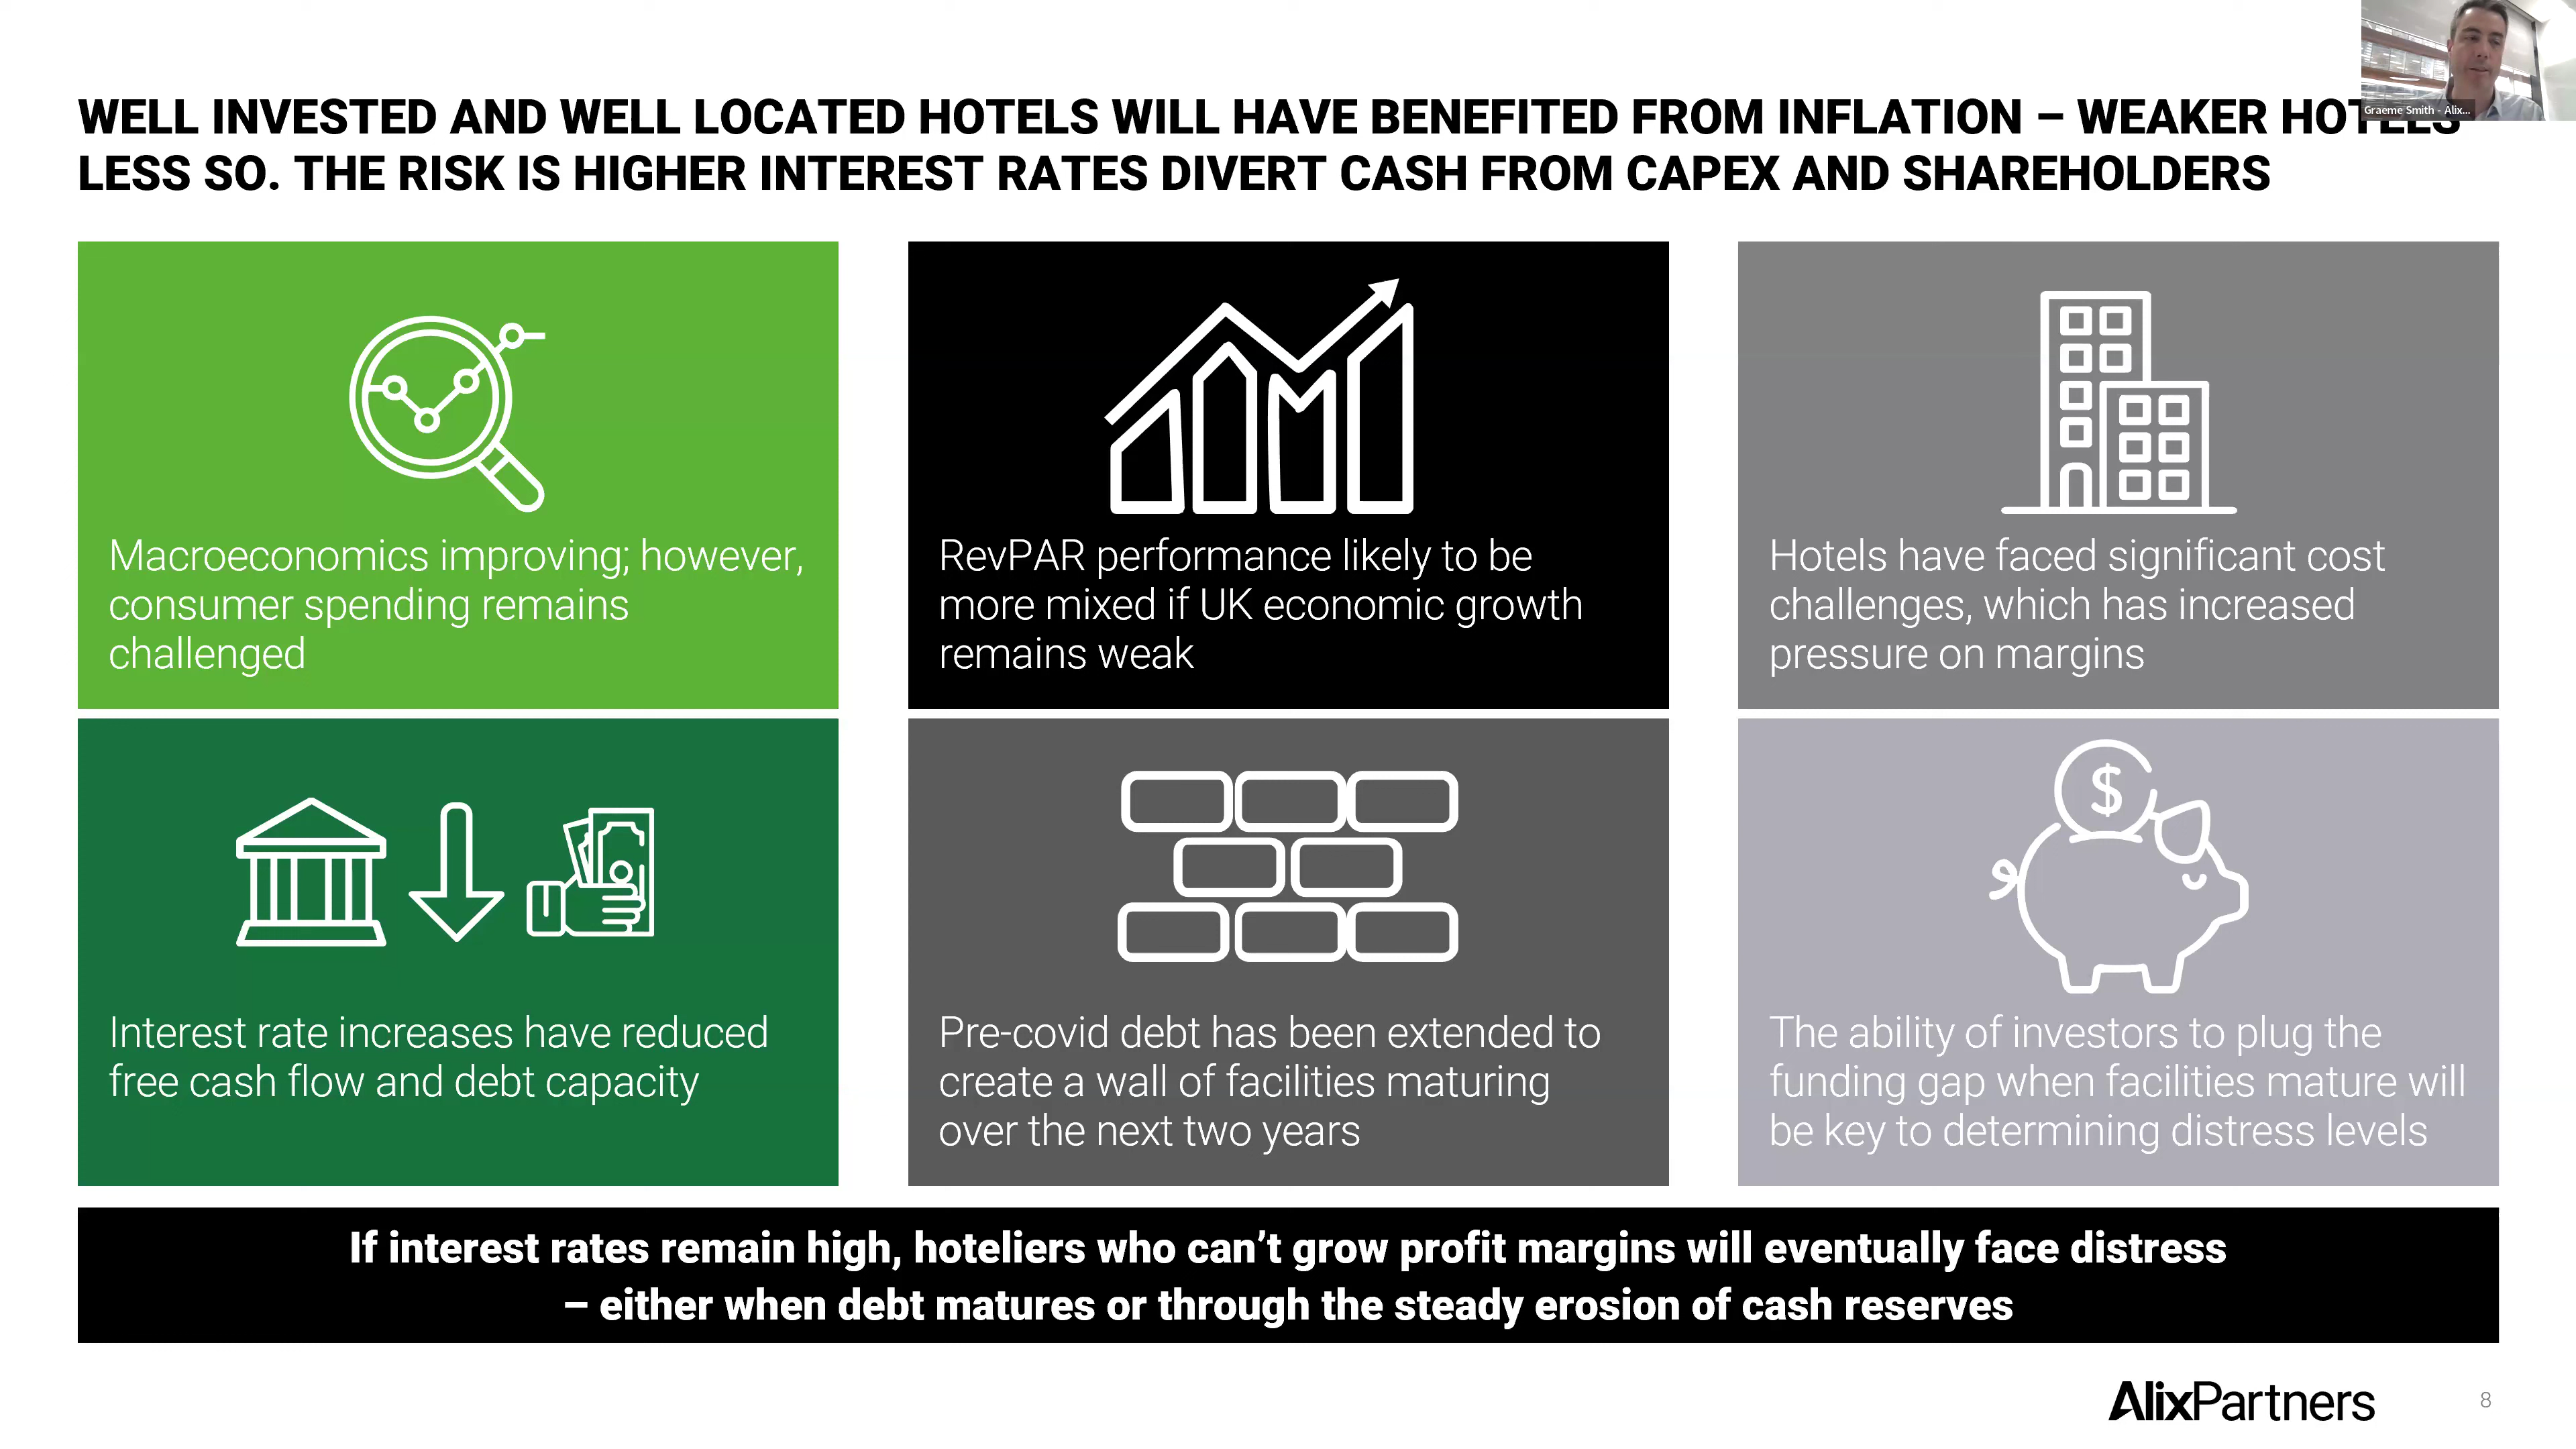 WELL INVESTED AND WELL LOCATED HOTELS WILL HAVE BENEFITED FROM INFLATION – WEAKER HOTELS
LESS SO. THE RISK IS HIGHER INTEREST RATES DIVERT CASH FROM CAPEX AND SHAREHOLDERS
Graeme Smith - Alix...
Macroeconomics improving; however,
consumer spending remains
challenged
RevPAR performance likely to be
more mixed if UK economic growth
remains weak
Hotels have faced significant cost
challenges, which has increased
pressure on margins
Interest rate increases have reduced
free cash flow and debt capacity
Pre-covid debt has been extended to
create a wall of facilities maturing
over the next two years
$
The ability of investors to plug the
funding gap when facilities mature will
be key to determining distress levels
If interest rates remain high, hoteliers who can’t grow profit margins will eventually face distress
– either when debt matures or through the steady erosion of cash reserves
AlixPartners
8